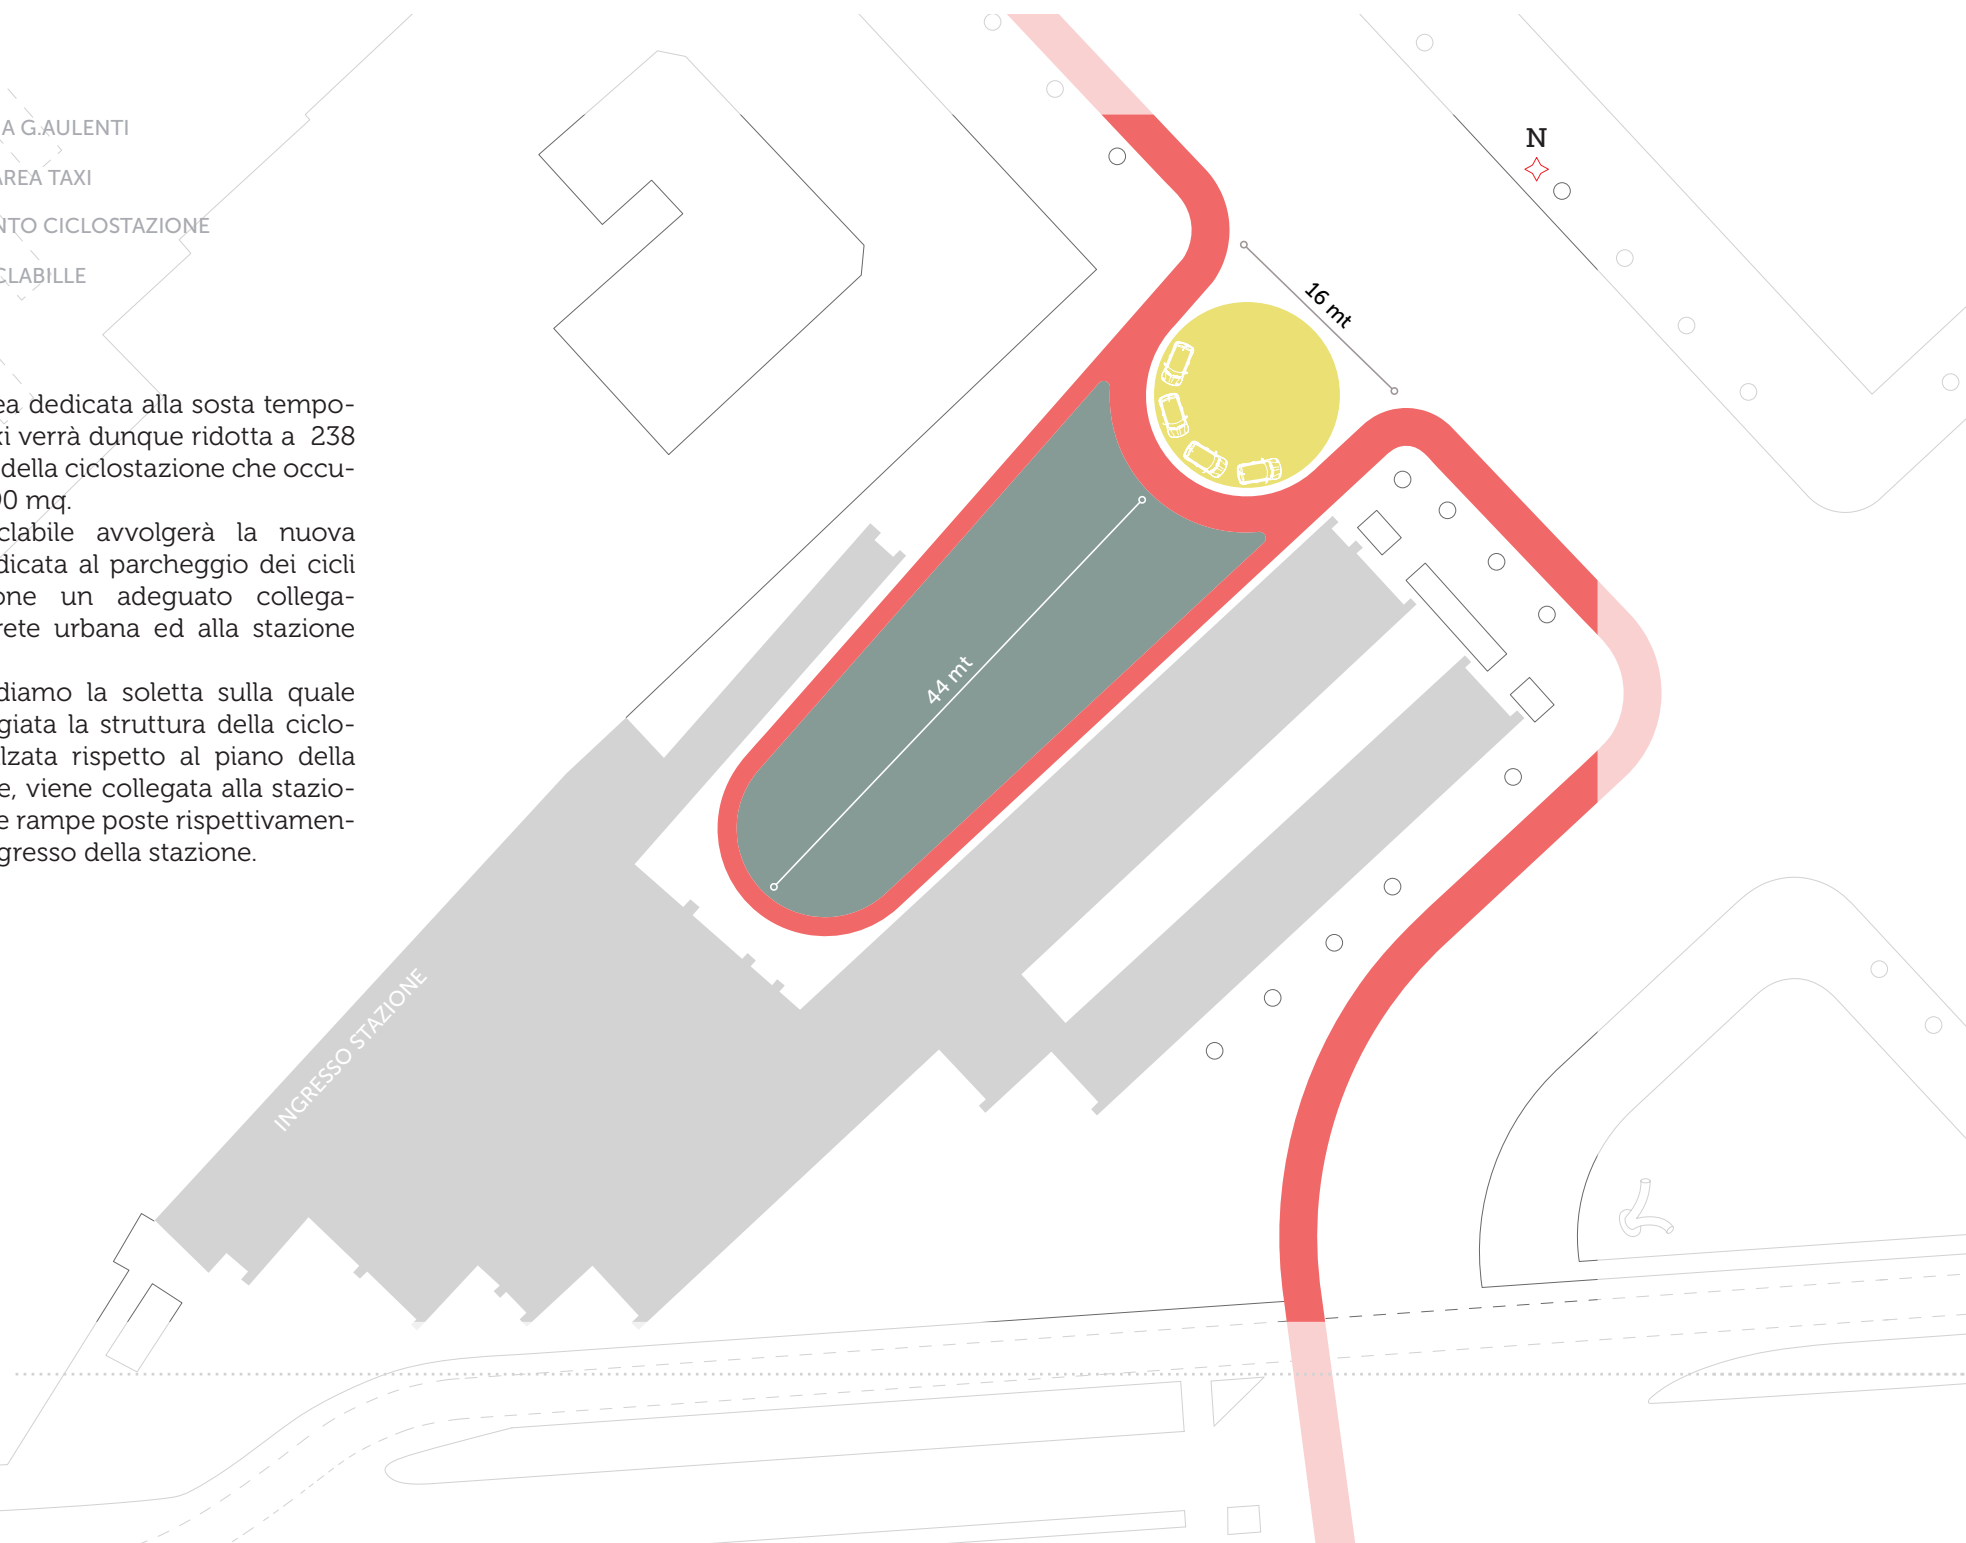 A G.AULENTI
AREA TAXI
NTO CICLOSTAZIONE
CLABILLE
ea dedicata alla sosta tempo-
xi verrà dunque ridotta a 238
della ciclostazione che occu-
00 mq.
clabile avvolgerà la nuova
dicata al parcheggio dei cicli
one un adeguato collega-
rete urbana ed alla stazione
diamo la soletta sulla quale
giata la struttura della ciclo-
lzata rispetto al piano della
e, viene collegata alla stazio-
e rampe poste rispettivamen-
gresso della stazione.
N
16 mt
44 mt
INGRESSO STAZIONE